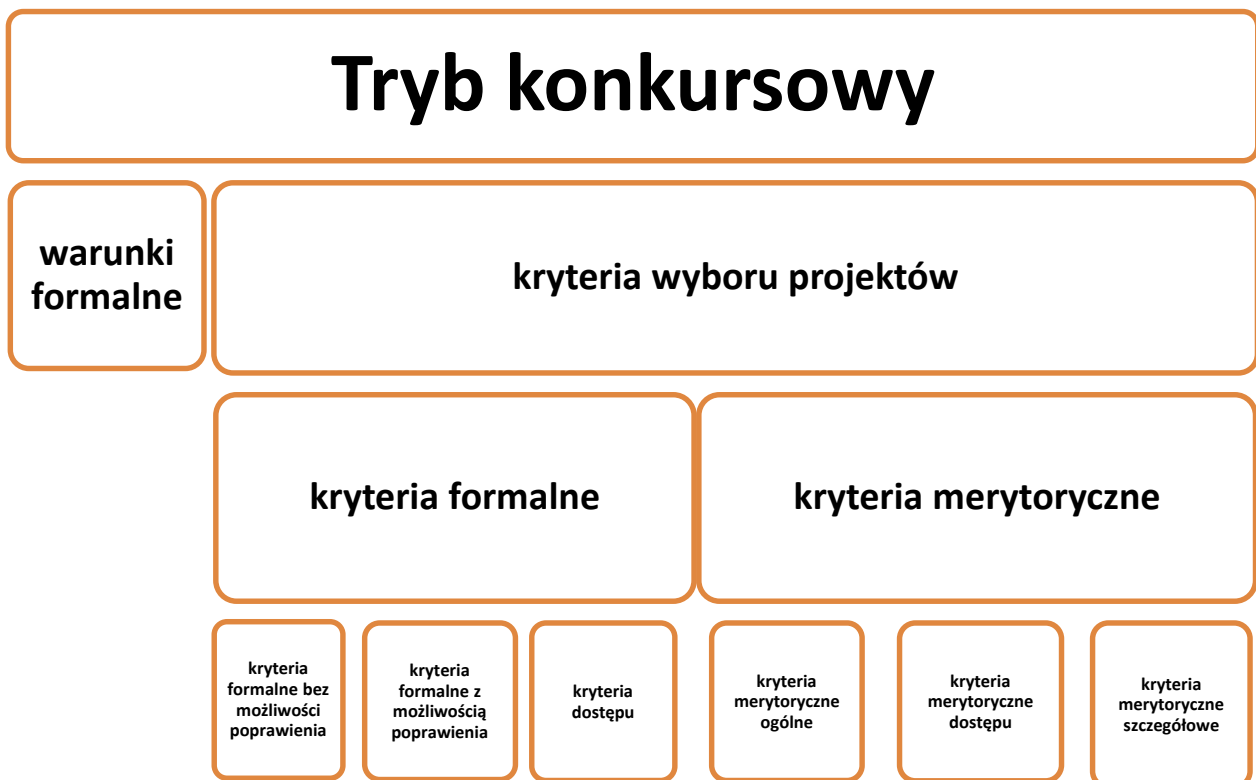 Tryb konkursowy
warunki
formalne
kryteria wyboru projektów
kryteria formalne
kryteria merytoryczne
kryteria
formalne bez
możliwości
poprawienia
kryteria
formalne z
możliwością
poprawienia
kryteria
dostępu
kryteria
merytoryczne
ogólne
kryteria
merytoryczne
dostępu
kryteria
merytoryczne
szczegółowe